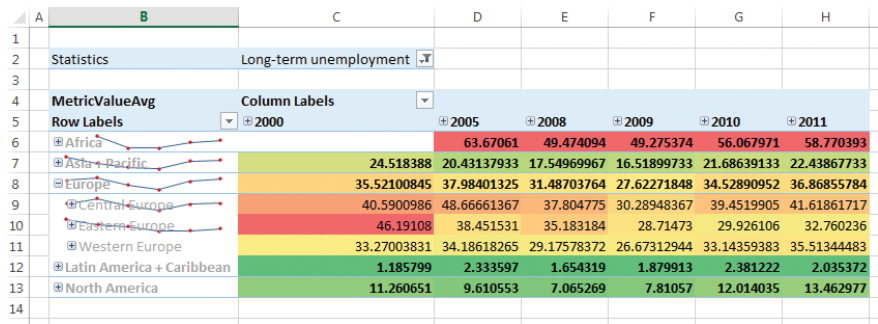 A B C D E F G H
1
2 Statistics Long-term unemployment
3
4 MetricValueAvg Column Labels
5 Row Labels 2000 2005 2008 2009 2010 2011
6 Africa 63.67061 49.474094 49.275374 56.067971 58.770393
7 Asia + Pacific 24.518388 20.43137933 17.54969967 16.51899733 21.68639133 22.43867733
8 Europe 35.52100845 37.98401325 31.48703764 27.62271848 34.52890952 36.86855784
9 Central Europe 40.5900986 48.66661367 37.804775 30.28948367 39.4519905 41.61861717
10 Eastern Europe 46.19108 38.451531 35.183184 28.71473 29.926106 32.760236
11 Western Europe 33.27003831 34.18618265 29.17578372 26.67312944 33.14359383 35.51344483
12 Latin America + Caribbean 1.185799 2.333597 1.654319 1.879913 2.381222 2.035372
13 North America 11.260651 9.610553 7.065269 7.81057 12.014035 13.462977
14